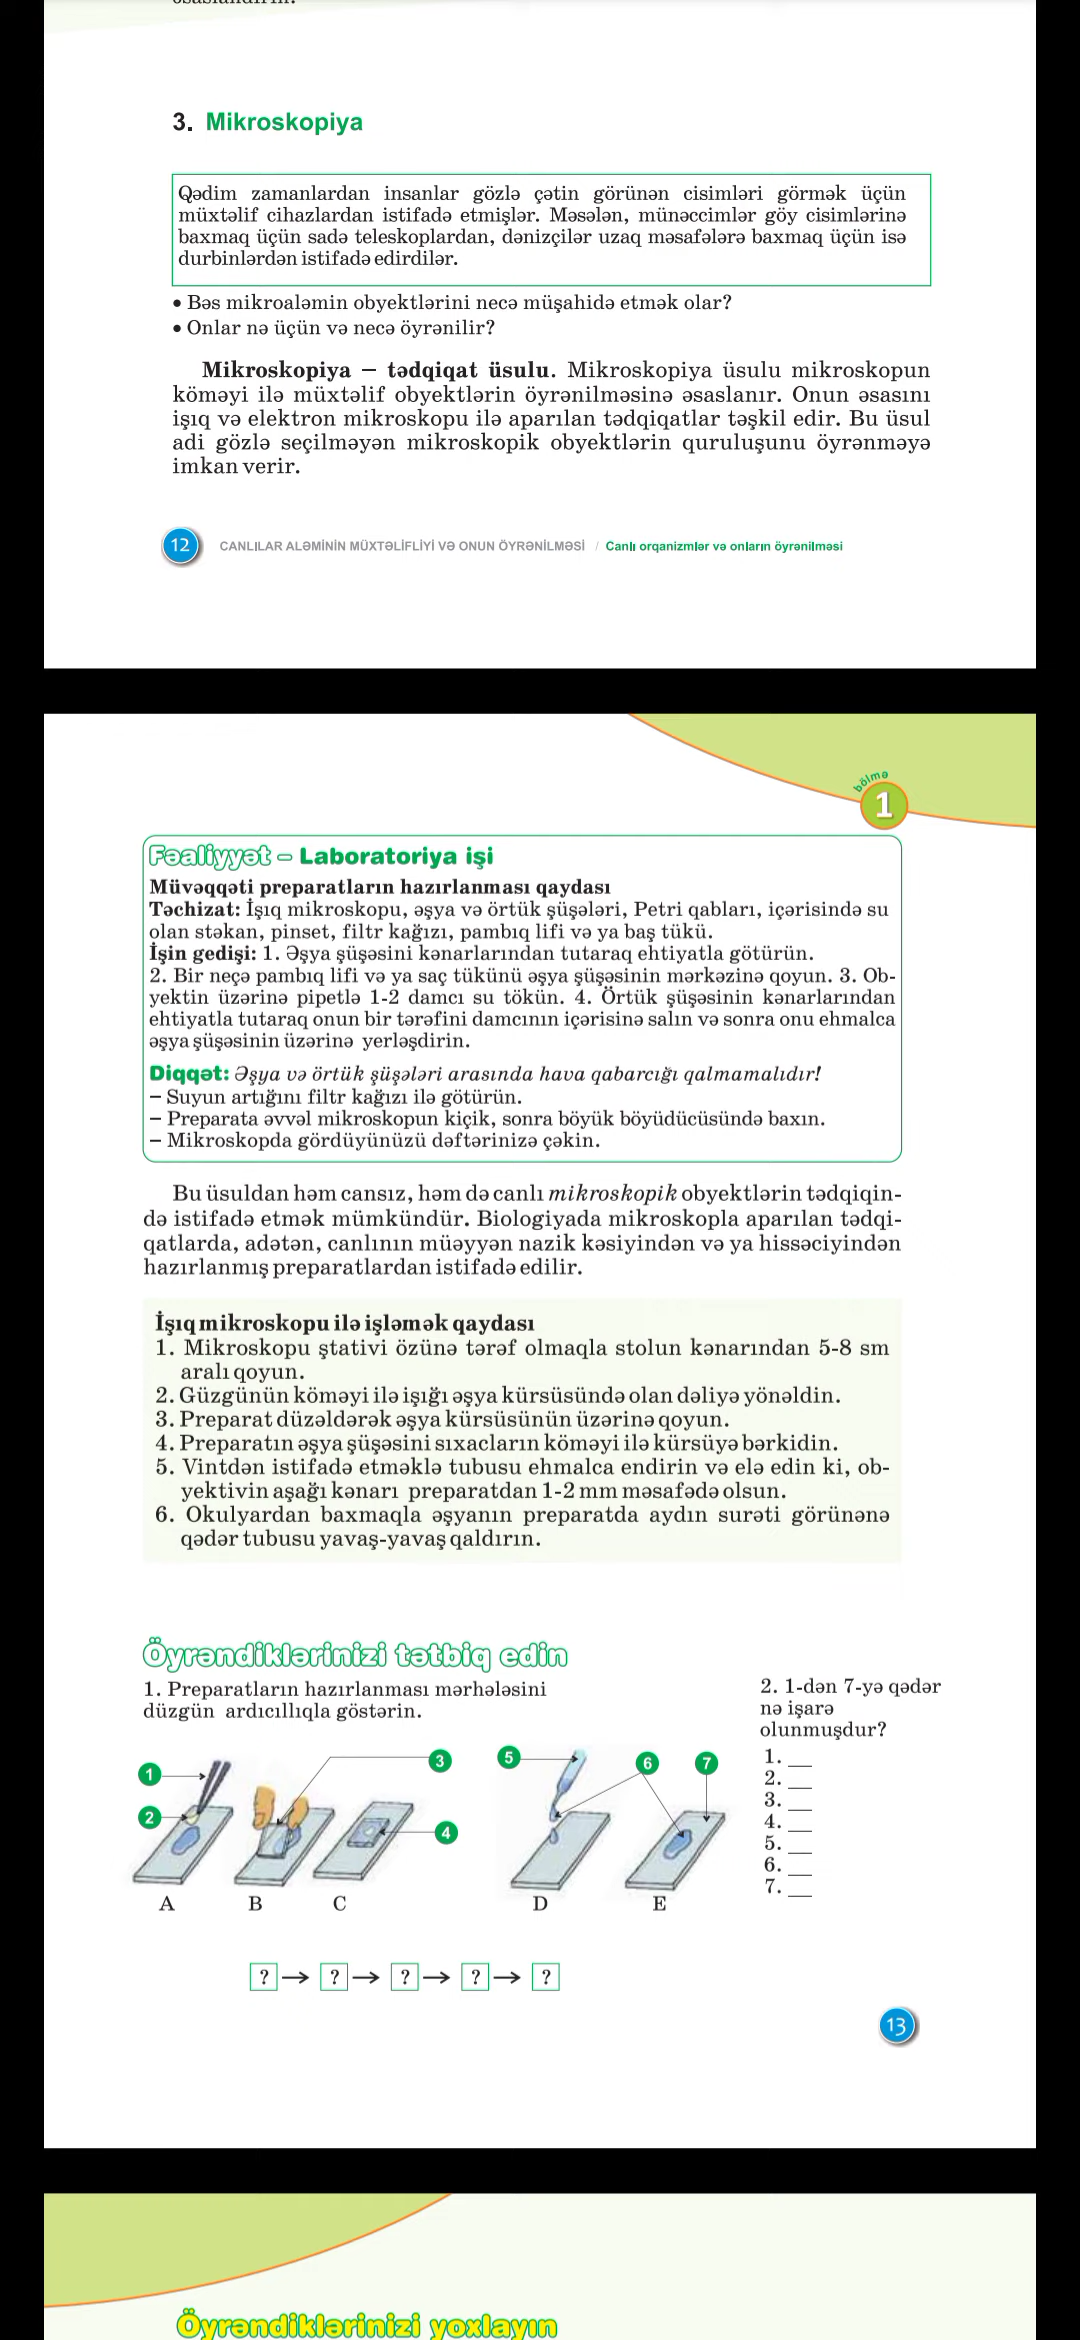 3. Mikroskopiya
Qədim zamanlardan insanlar gözlə çətin görünən cisimləri görmək üçün
müxtəlif cihazlardan istifadə etmişlər. Məsələn, münəccimlər göy cisimlərinə
baxmaq üçün sadə teleskoplardan, dənizçilər uzaq məsafələrə baxmaq üçün isə
durbinlərdən istifadə edirdilər.
• Bəs mikroaləmin obyektlərini necə müşahidə etmək olar?
• Onlar nə üçün və necə öyrənilir?
Mikroskopiya – tədqiqat üsulu. Mikroskopiya üsulu mikroskopun
köməyi ilə müxtəlif obyektlərin öyrənilməsinə əsaslanır. Onun əsasını
işıq və elektron mikroskopu ilə aparılan tədqiqatlar təşkil edir. Bu üsul
adi gözlə seçilməyən mikroskopik obyektlərin quruluşunu öyrənməyə
imkan verir.
12 CANLILAR ALƏMİNİN MÜXTƏLİFLİYİ VƏ ONUN ÖYRƏNİLMƏSİ / Canlı orqanizmlər və onların öyrənilməsi
bölmə
1
Fəaliyyət – Laboratoriya işi
Müvəqqəti preparatların hazırlanması qaydası
Təchizat: İşıq mikroskopu, əşya və örtük şüşələri, Petri qabları, içərisində su
olan stəkan, pinset, filtr kağızı, pambıq lifi və ya baş tükü.
İşin gedişi: 1. Əşya şüşəsini kənarlarından tutaraq ehtiyatla götürün.
2. Bir neçə pambıq lifi və ya saç tükünü əşya şüşəsinin mərkəzinə qoyun. 3. Ob-
yektin üzərinə pipetlə 1-2 damcı su tökün. 4. Örtük şüşəsinin kənarlarından
ehtiyatla tutaraq onun bir tərəfini damcının içərisinə salın və sonra onu ehmalca
əşya şüşəsinin üzərinə yerləşdirin.
Diqqət: Əşya və örtük şüşələri arasında hava qabarcığı qalmamalıdır!
– Suyun artığını filtr kağızı ilə götürün.
– Preparata əvvəl mikroskopun kiçik, sonra böyük böyüdücüsündə baxın.
– Mikroskopda gördüyünüzü dəftərinizə çəkin.
Bu üsuldan həm cansız, həm də canlı mikroskopik obyektlərin tədqiqin-
də istifadə etmək mümkündür. Biologiyada mikroskopla aparılan tədqi-
qatlarda, adətən, canlının müəyyən nazik kəsiyindən və ya hissəciyindən
hazırlanmış preparatlardan istifadə edilir.
İşıq mikroskopu ilə işləmək qaydası
1. Mikroskopu ştativi özünə tərəf olmaqla stolun kənarından 5-8 sm
aralı qoyun.
2. Güzgünün köməyi ilə işığı əşya kürsüsündə olan dəliyə yönəldin.
3. Preparat düzəldərək əşya kürsüsünün üzərinə qoyun.
4. Preparatın əşya şüşəsini sıxacların köməyi ilə kürsüyə bərkidin.
5. Vintdən istifadə etməklə tubusu ehmalca endirin və elə edin ki, ob-
yektivin aşağı kənarı preparatdan 1-2 mm məsafədə olsun.
6. Okulyardan baxmaqla əşyanın preparatda aydın surəti görünənə
qədər tubusu yavaş-yavaş qaldırın.
Öyrəndiklərinizi tətbiq edin
1. Preparatların hazırlanması mərhələsini
düzgün ardıcıllıqla göstərin.
1
2
3
4
5
6
7
A B C D E
? → ? → ? → ? → ?
2. 1-dən 7-yə qədər
nə işarə
olunmuşdur?
1. __
2. __
3. __
4. __
5. __
6. __
7. __
13
Öyrəndiklərinizi yoxlayın